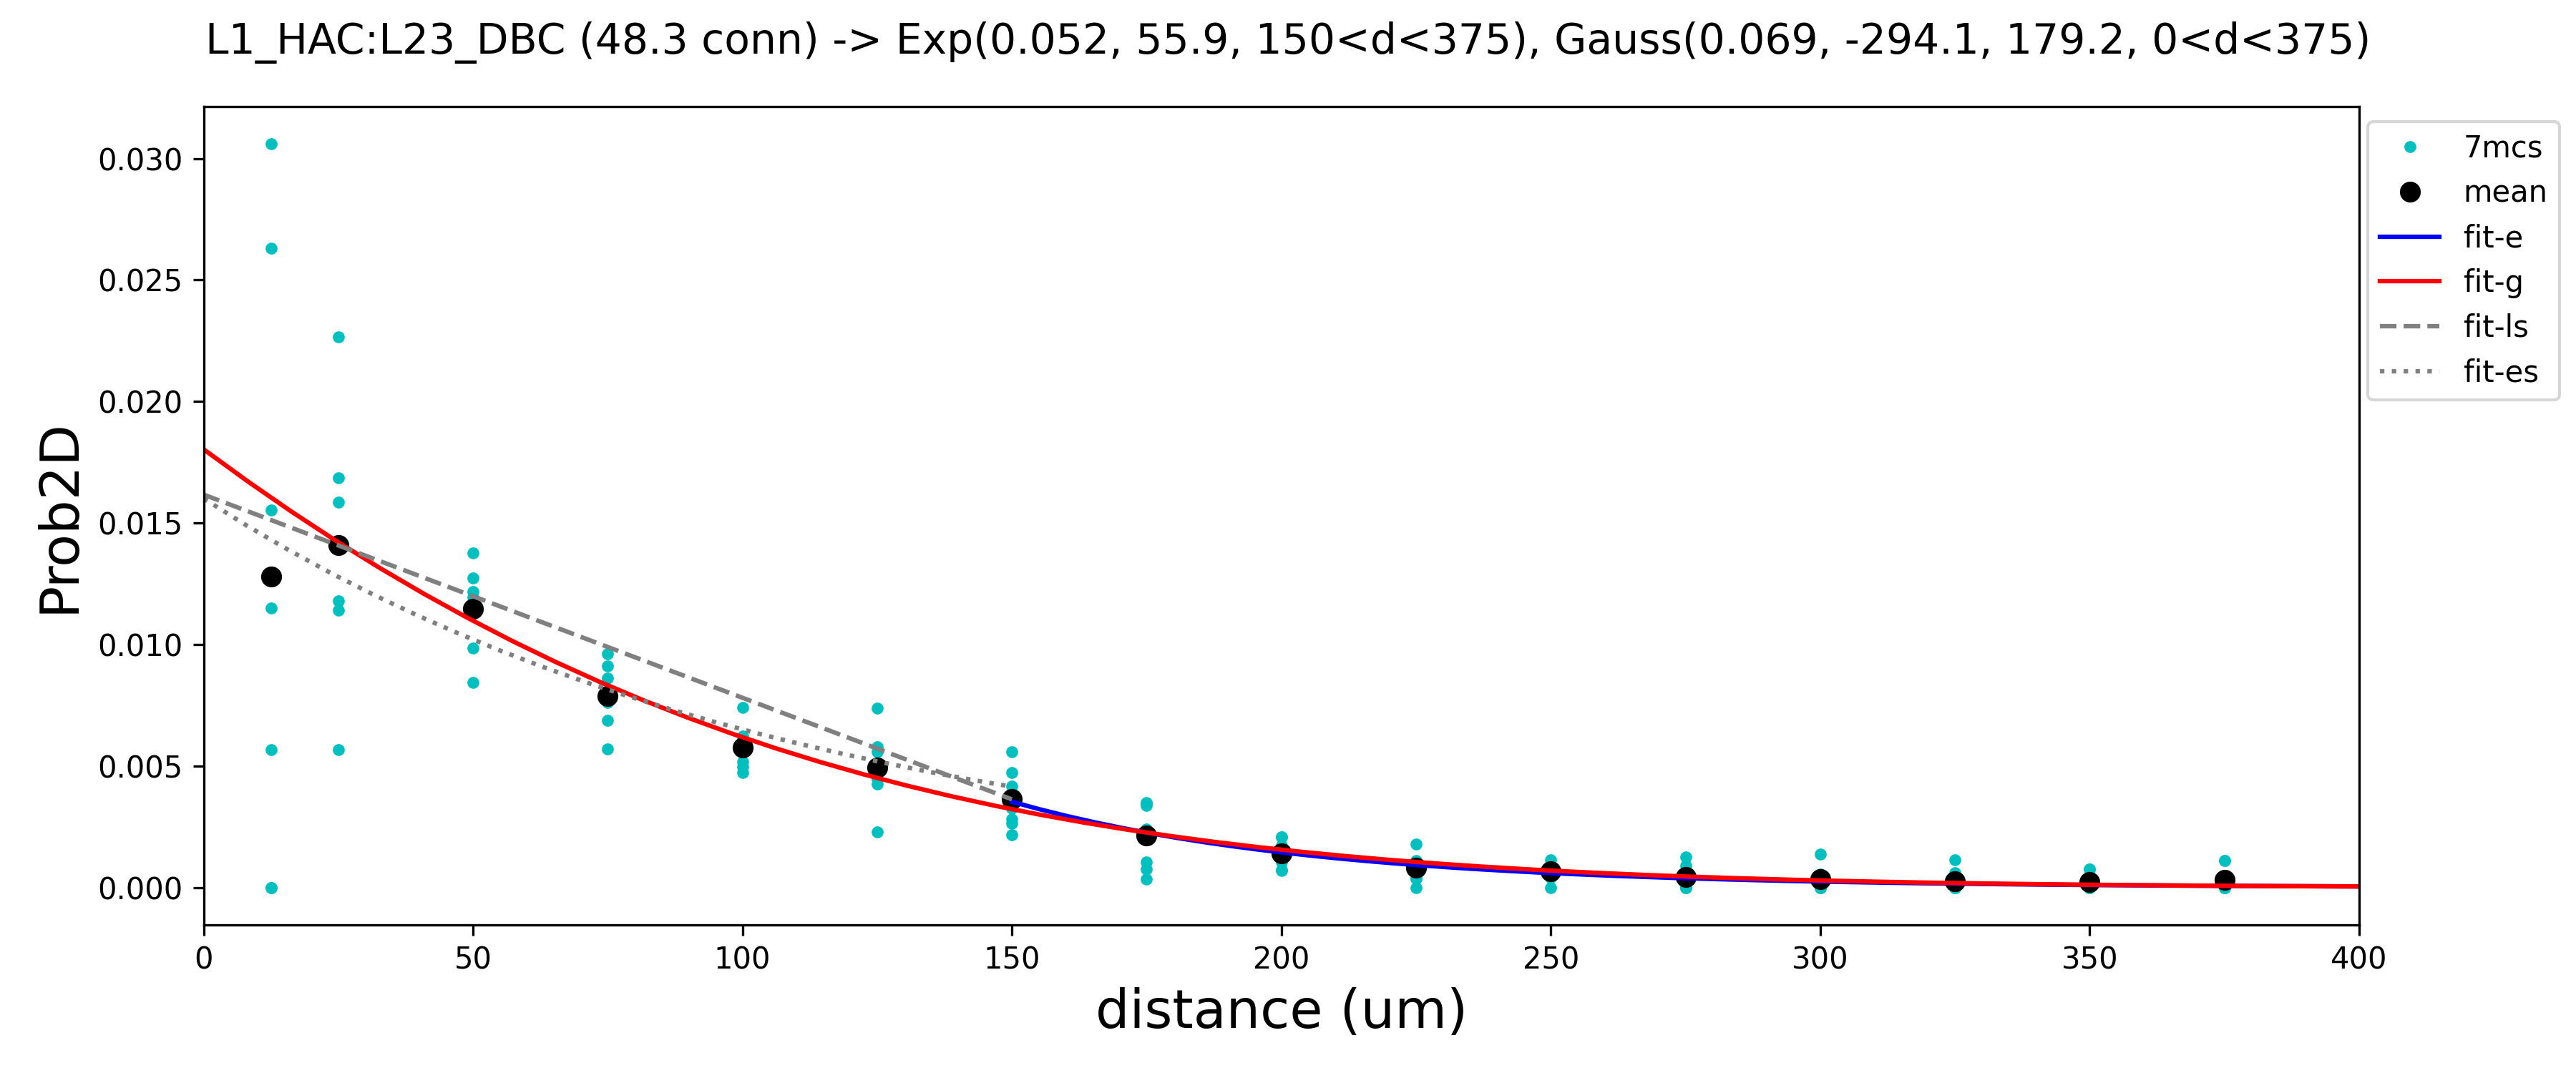 L1_HAC:L23_DBC (48.3 conn) -> Exp(0.052, 55.9, 150<d<375), Gauss(0.069, -294.1, 179.2, 0<d<375)
0.030
0.025
0.020
0.015
0.010
0.005
0.000
Prob2D
0 50 100 150 200 250 300 350 400
distance (um)
7mcs
mean
fit-e
fit-g
fit-ls
fit-es